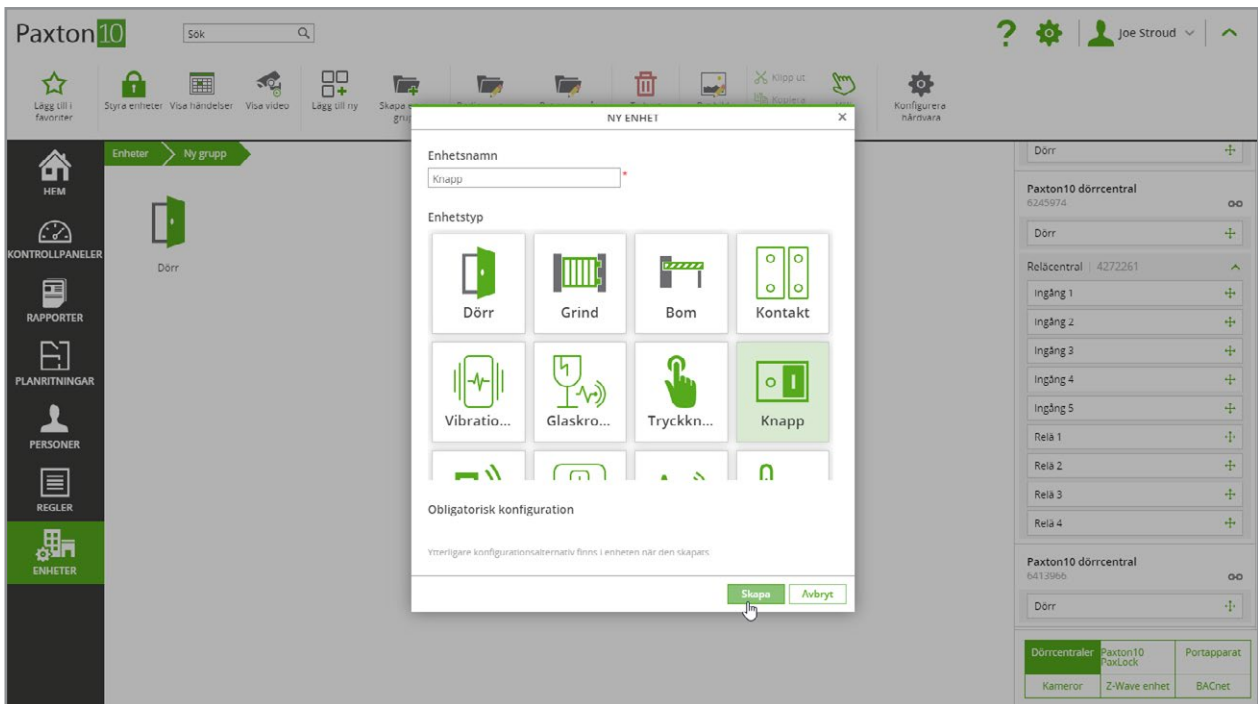 Paxton10
Sök
Joe Stroud
Lägg till i favoriter
Styra enheter
Visa händelser
Visa video
Lägg till ny
Klipp ut
Kopiera
Konfigurera hårdvara
NY ENHET
Enhetsnamn
Knapp
*
Enhetstyp
Dörr
Grind
Bom
Kontakt
Vibratio...
Glaskro...
Tryckkn...
Knapp
Obligatorisk konfiguration
Ytterligare konfigurationsalternativ finns i enheten när den skapats
Skapa
Avbryt
HEM
KONTROLLPANELER
RAPPORTER
PLANRITNINGAR
PERSONER
REGLER
ENHETER
Enheter
Ny grupp
Dörr
Dörr
Paxton10 dörrcentral
6245974
Dörr
Reläcentral | 4272261
Ingång 1
Ingång 2
Ingång 3
Ingång 4
Ingång 5
Relä 1
Relä 2
Relä 3
Relä 4
Paxton10 dörrcentral
6413966
Dörr
Dörrcentraler
Paxton10 PaxLock
Portapparat
Kameror
Z-Wave enhet
BACnet